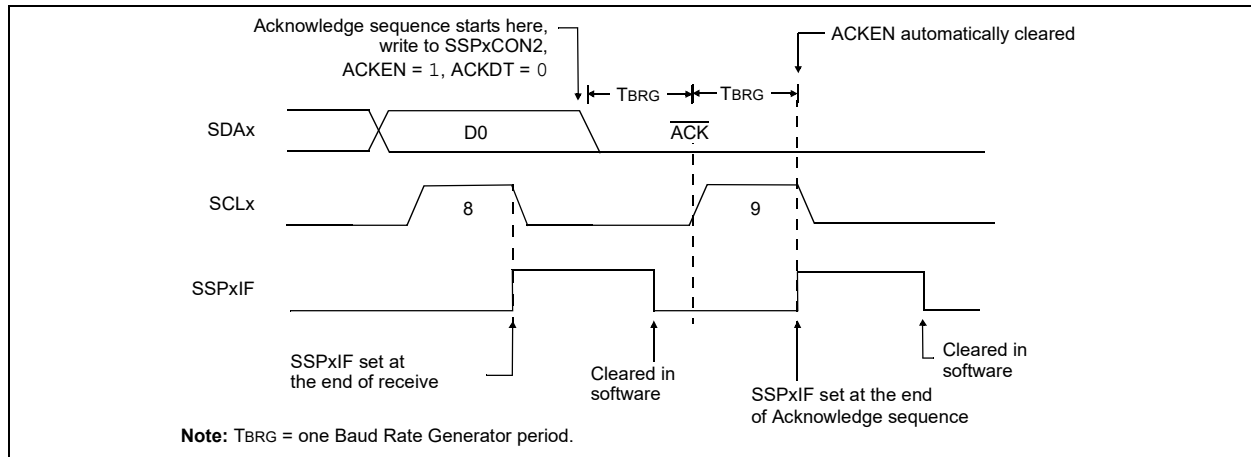 Acknowledge sequence starts here,
write to SSPxCON2,
ACKEN = 1, ACKDT = 0
ACKEN automatically cleared
TBRG
TBRG
SDAx
D0
ACK
SCLx
8
9
SSPxIF
SSPxIF set at
the end of receive
Cleared in
software
SSPxIF set at the end
of Acknowledge sequence
Cleared in
software
Note: TBRG = one Baud Rate Generator period.